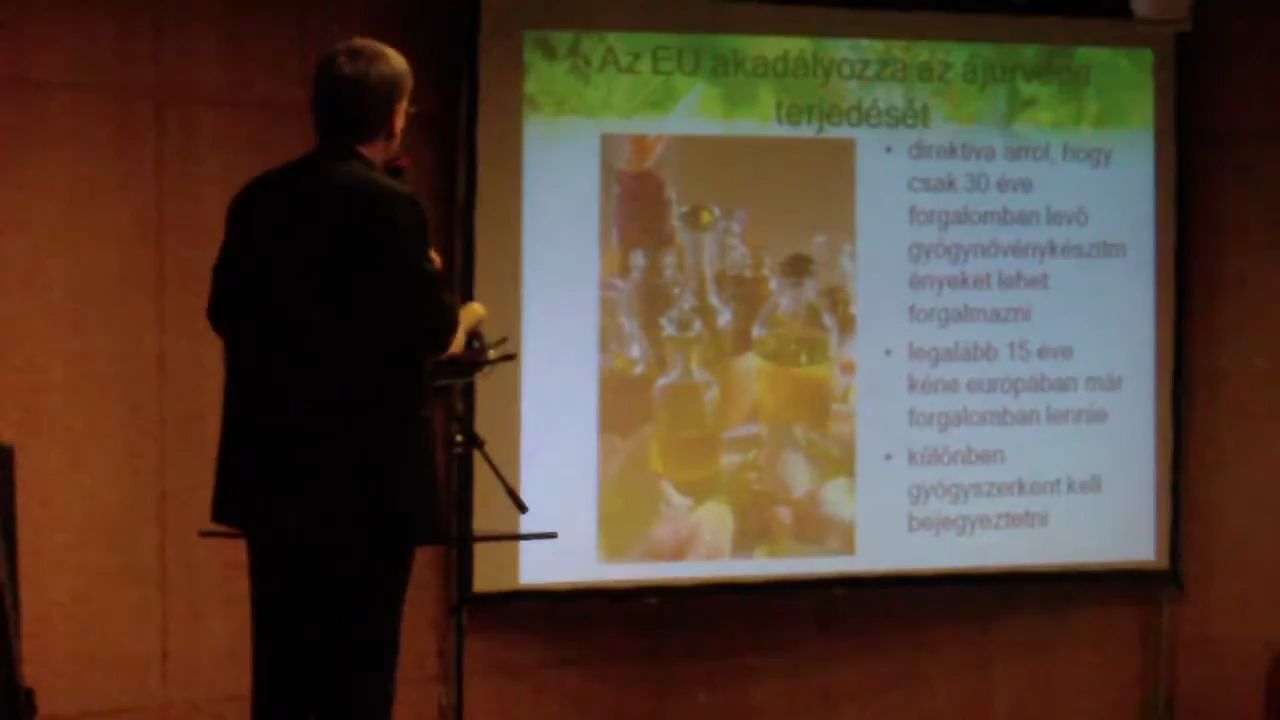 Az EU akadályozza az ajurvéda
terjedését
• direktíva arról, hogy
csak 30 éve
forgalomban levő
gyógynövénykészítm
ényeket lehet
forgalmazni
• legalább 15 éve
kéne európában már
forgalomban lennie
• különben
gyógyszerként kell
bejegyeztetni